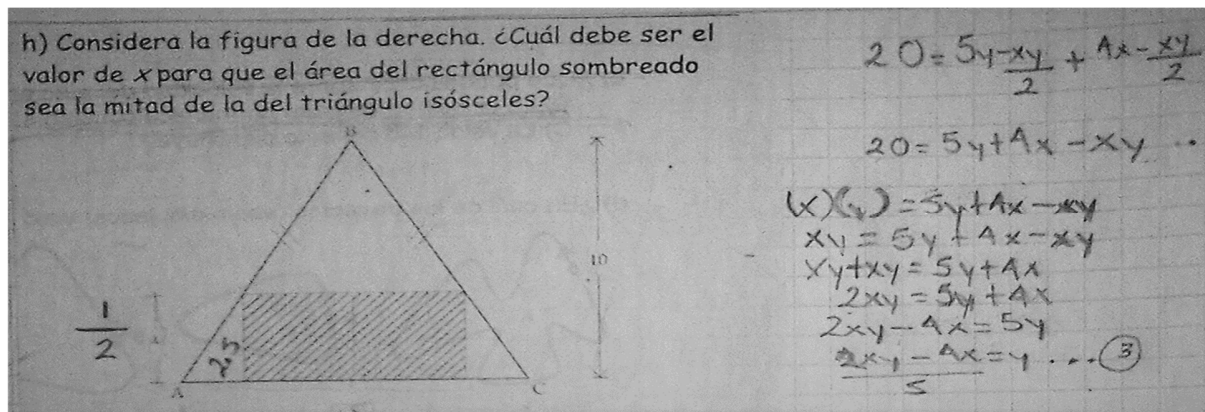 h) Considera la figura de la derecha. ¿Cuál debe ser el
valor de x para que el área del rectángulo sombreado
sea la mitad de la del triángulo isósceles?
B
10
1/2
A
C
20 = 5y - xy/2 + 4x - xy/2
20 = 5y + 4x - xy ..
(x)(y) = 5y + 4x - xy
xy = 5y + 4x - xy
xy + xy = 5y + 4x
2xy = 5y + 4x
2xy - 4x = 5y
2xy - 4x / 5 = y ... 3